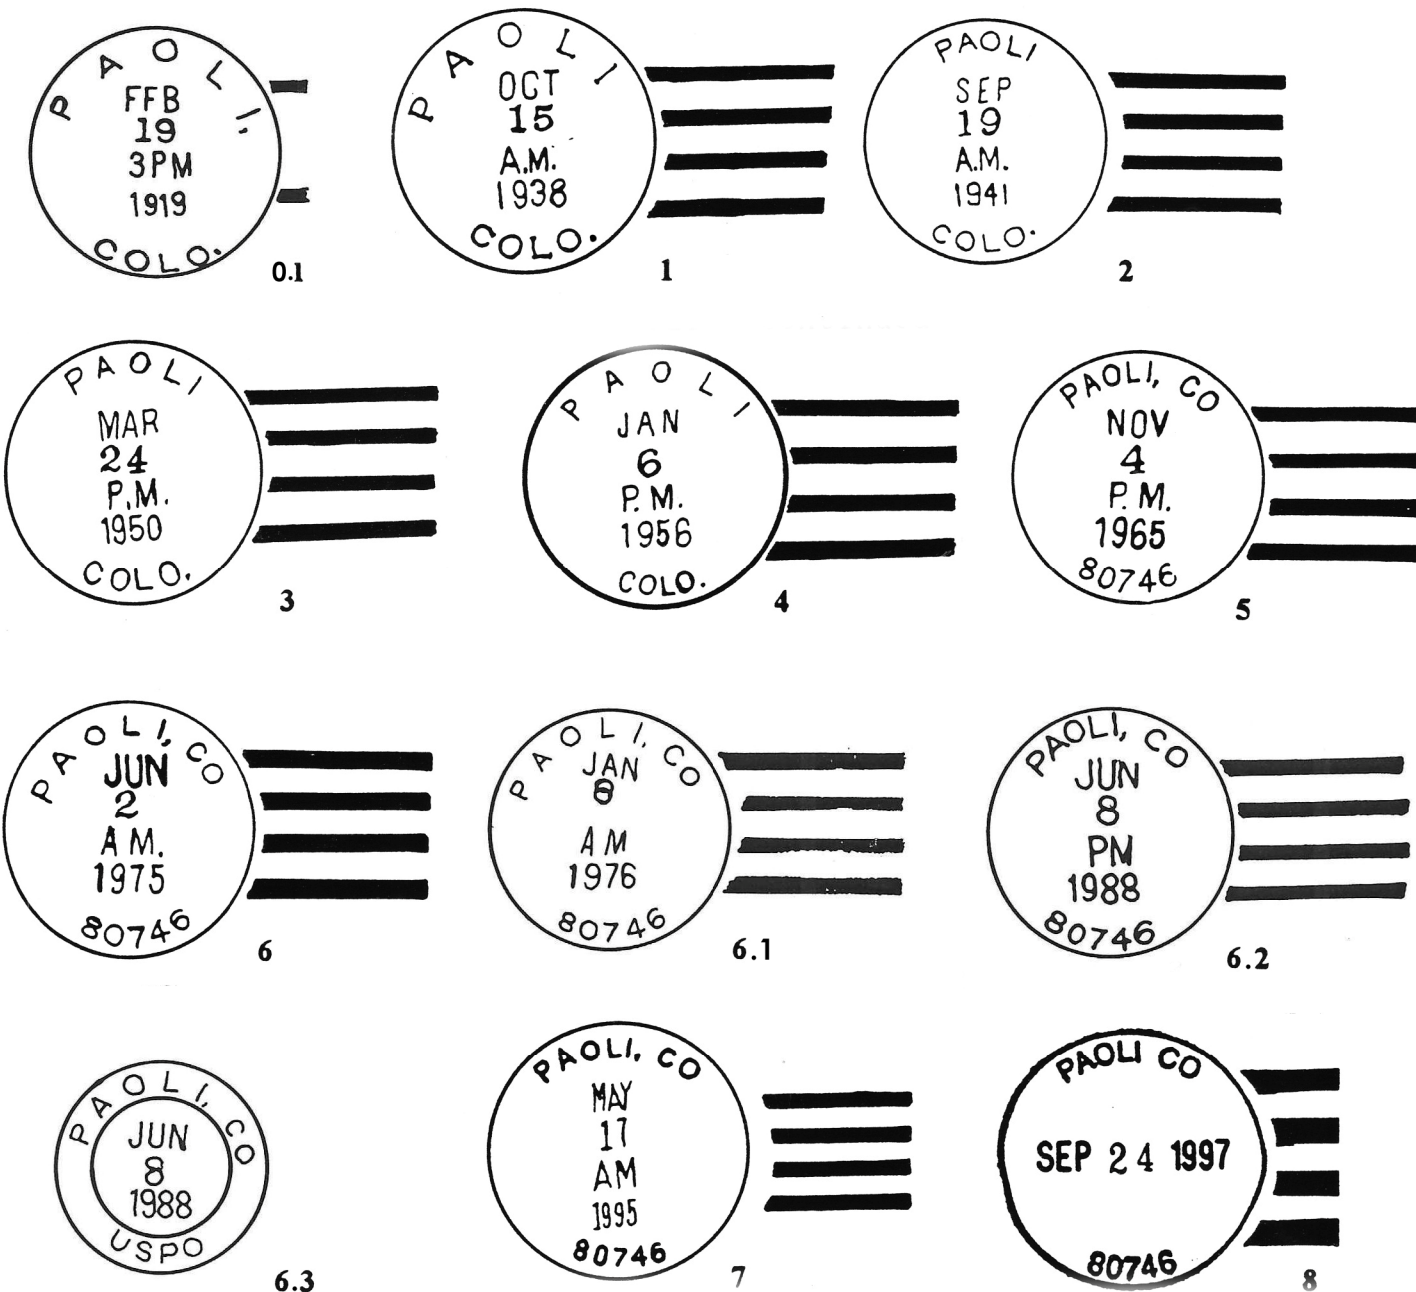 PAOLI,
FFB
19
3PM
1919
COLO.
0.1
PAOLI
OCT
15
A.M.
1938
COLO.
1
PAOLI
SEP
19
A.M.
1941
COLO.
2
PAOLI
MAR
24
P.M.
1950
COLO.
3
PAOLI
JAN
6
P.M.
1956
COLO.
4
PAOLI, CO
NOV
4
P.M.
1965
80746
5
PAOLI, CO
JUN
2
AM.
1975
80746
6
PAOLI, CO
JAN
8
AM
1976
80746
6.1
PAOLI, CO
JUN
8
PM
1988
80746
6.2
PAOLI, CO
JUN
8
1988
USPO
6.3
PAOLI, CO
MAY
17
AM
1995
80746
7
PAOLI CO
SEP 24 1997
80746
8